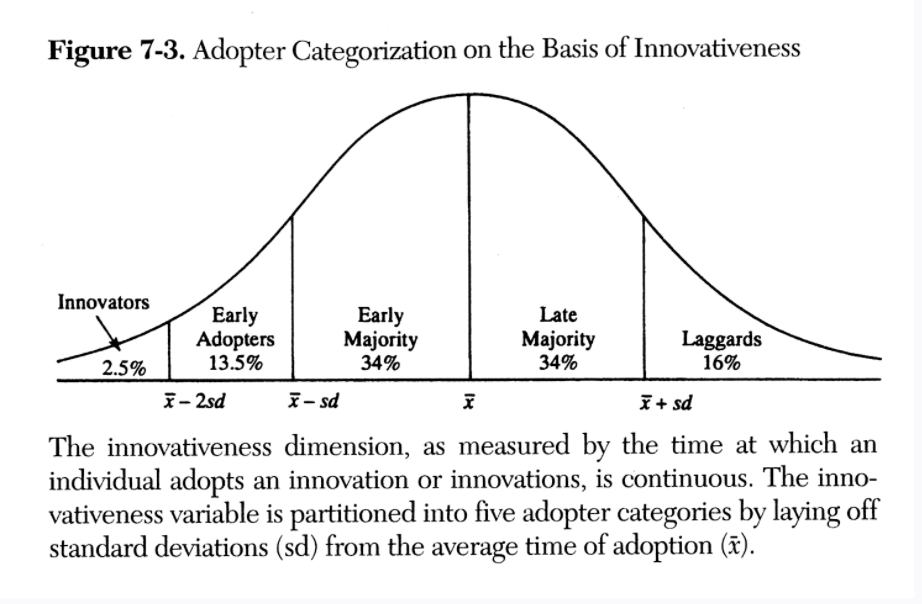 Figure 7-3. Adopter Categorization on the Basis of Innovativeness
Innovators
2.5%
Early
Adopters
13.5%
Early
Majority
34%
Late
Majority
34%
Laggards
16%
x̄ – 2sd
x̄ – sd
x̄
x̄ + sd
The innovativeness dimension, as measured by the time at which an
individual adopts an innovation or innovations, is continuous. The inno-
vativeness variable is partitioned into five adopter categories by laying off
standard deviations (sd) from the average time of adoption (x̄).